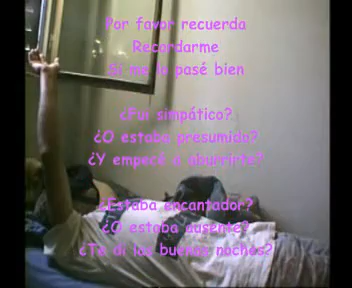 Por favor recuerda
Recordarme
Si me lo pasé bien
¿Fui simpático?
¿O estaba presumido?
¿Y empecé a aburrirte?
¿Estaba encantador?
¿O estaba ausente?
¿Te di las buenas noches?